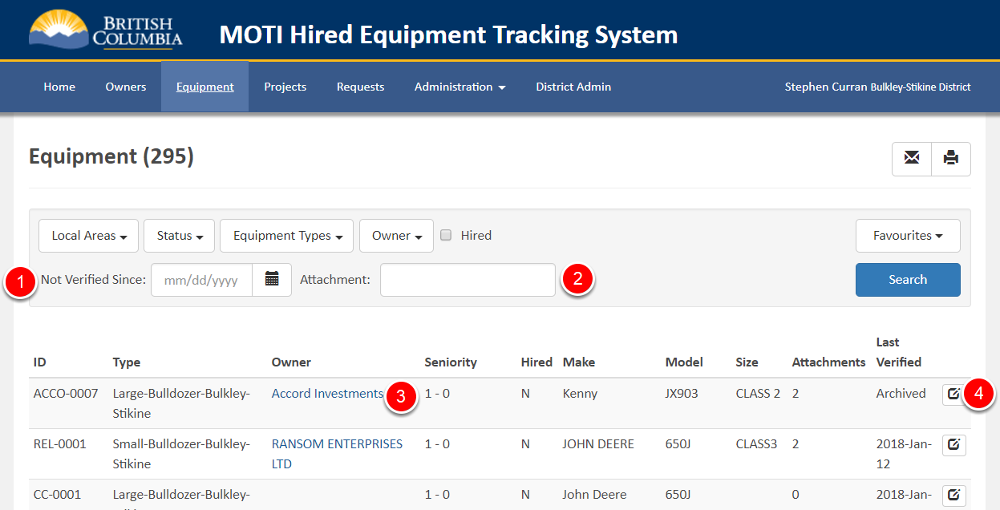 BRITISH
COLUMBIA
MOTI Hired Equipment Tracking System
Home Owners Equipment Projects Requests Administration District Admin Stephen Curran Bulkley-Stikine District
Equipment (295)
Local Areas Status Equipment Types Owner Hired Favourites
1 Not Verified Since: mm/dd/yyyy Attachment: 2 Search
Last
ID Type Owner Seniority Hired Make Model Size Attachments Verified
ACCO-0007 Large-Bulldozer-Bulkley- Accord Investments 3 1 - 0 N Kenny JX903 CLASS 2 2 Archived 4
Stikine
REL-0001 Small-Bulldozer-Bulkley- RANSOM ENTERPRISES 1 - 0 N JOHN DEERE 650J CLASS3 2 2018-Jan-
Stikine LTD 12
CC-0001 Large-Bulldozer-Bulkley- 1 - 0 N John Deere 650J 0 2018-Jan-